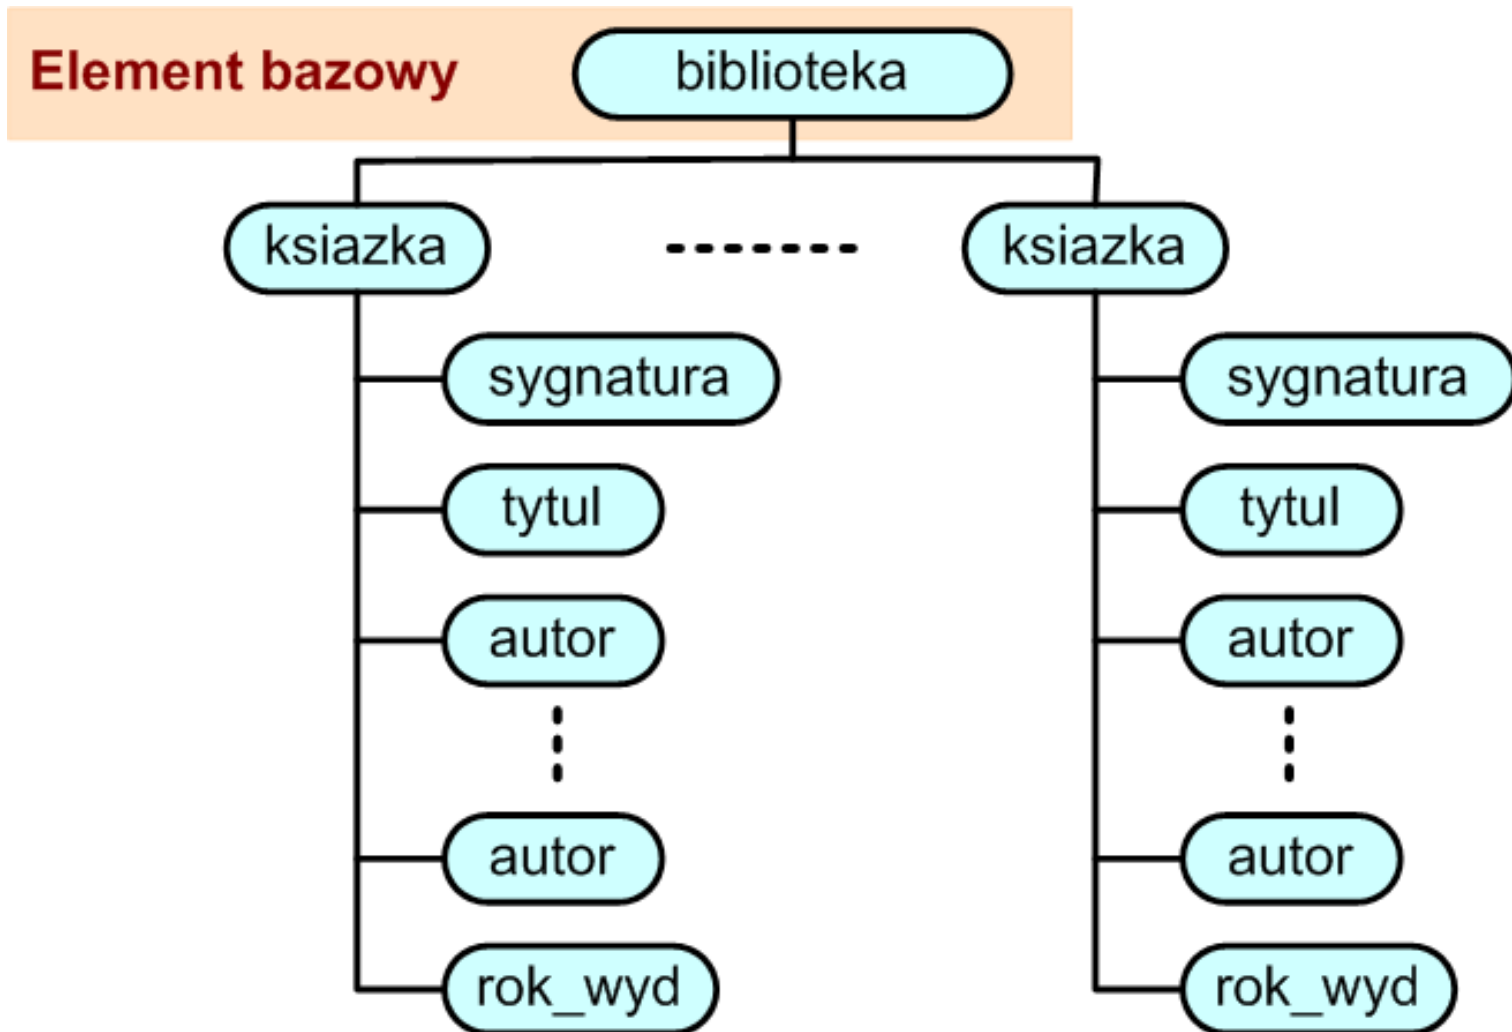 Element bazowy
biblioteka
ksiazka
ksiazka
sygnatura
sygnatura
tytul
tytul
autor
autor
autor
autor
rok_wyd
rok_wyd